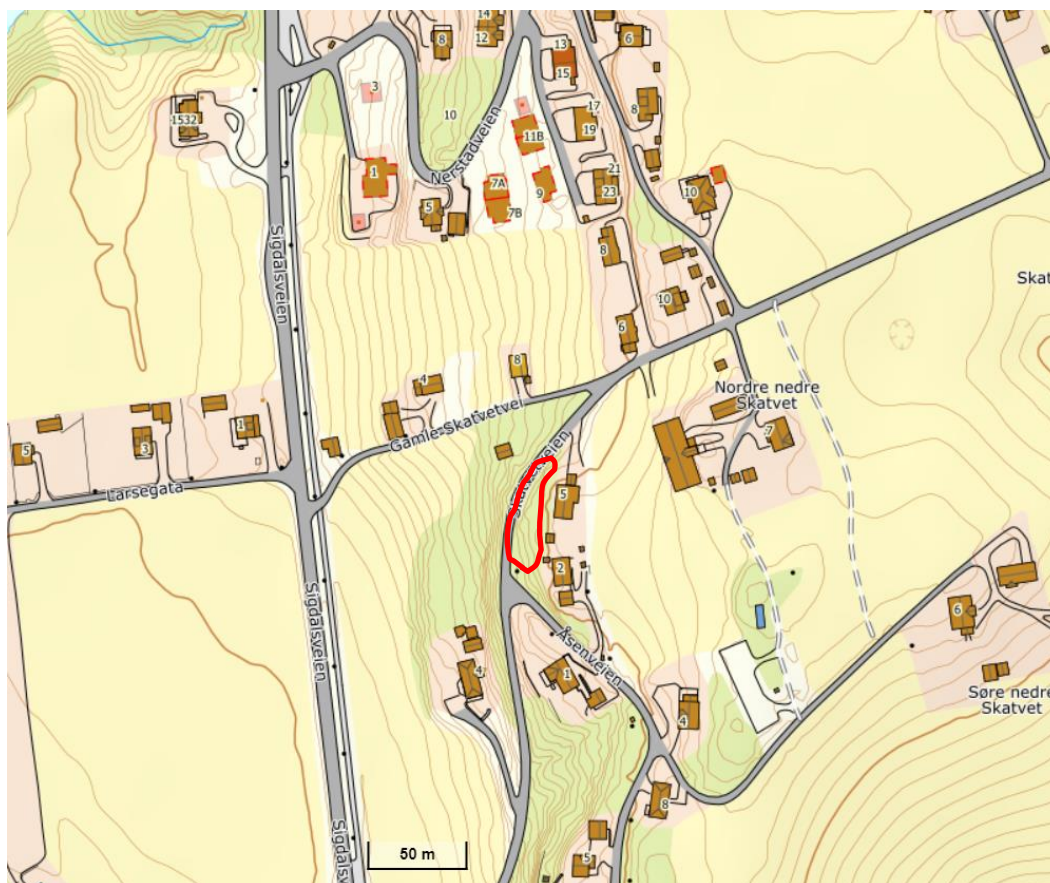 14
8
12
6
13
15
3
1532
10
17
19
8
11B
Nerstadveien
1
7A
21
23
9
10
5
7B
Sigdalsveien
8
Skat
10
6
8
4
Nordre nedre
Skatvet
Gamle Skatvetvei
1
7
5
3
Skatvetveien
Larsegata
5
2
Sigdalsveien
6
Åsenveien
4
1
Søre nedre
Skatvet
4
8
Sigdalsv
50 m
5